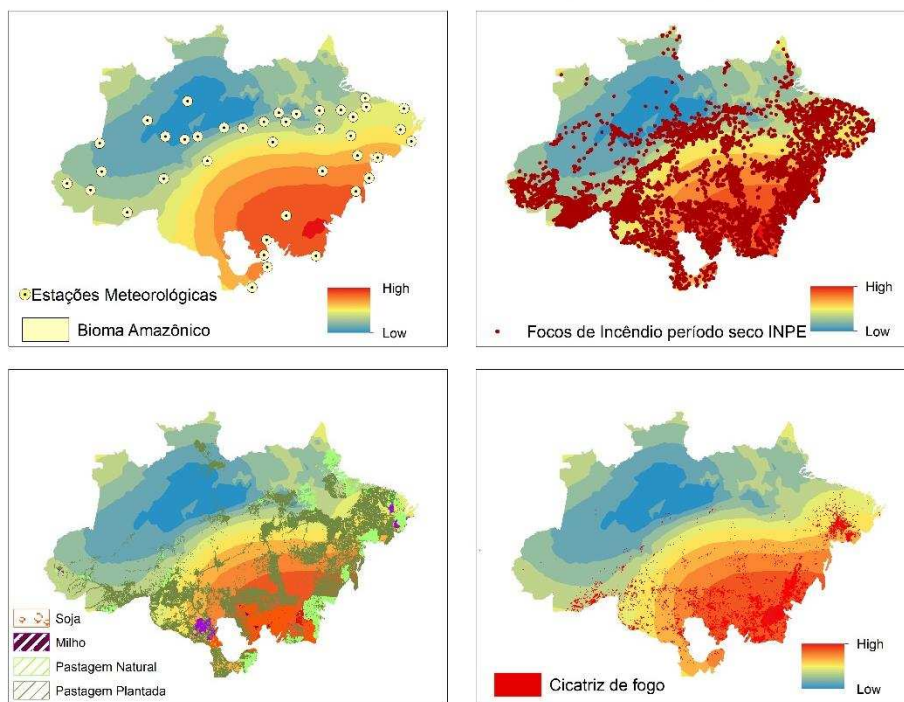 Estações Meteorológicas
Bioma Amazônico
High
Low
Focos de Incêndio período seco INPE
High
Low
Soja
Milho
Pastagem Natural
Pastagem Plantada
Cicatriz de fogo
High
Low